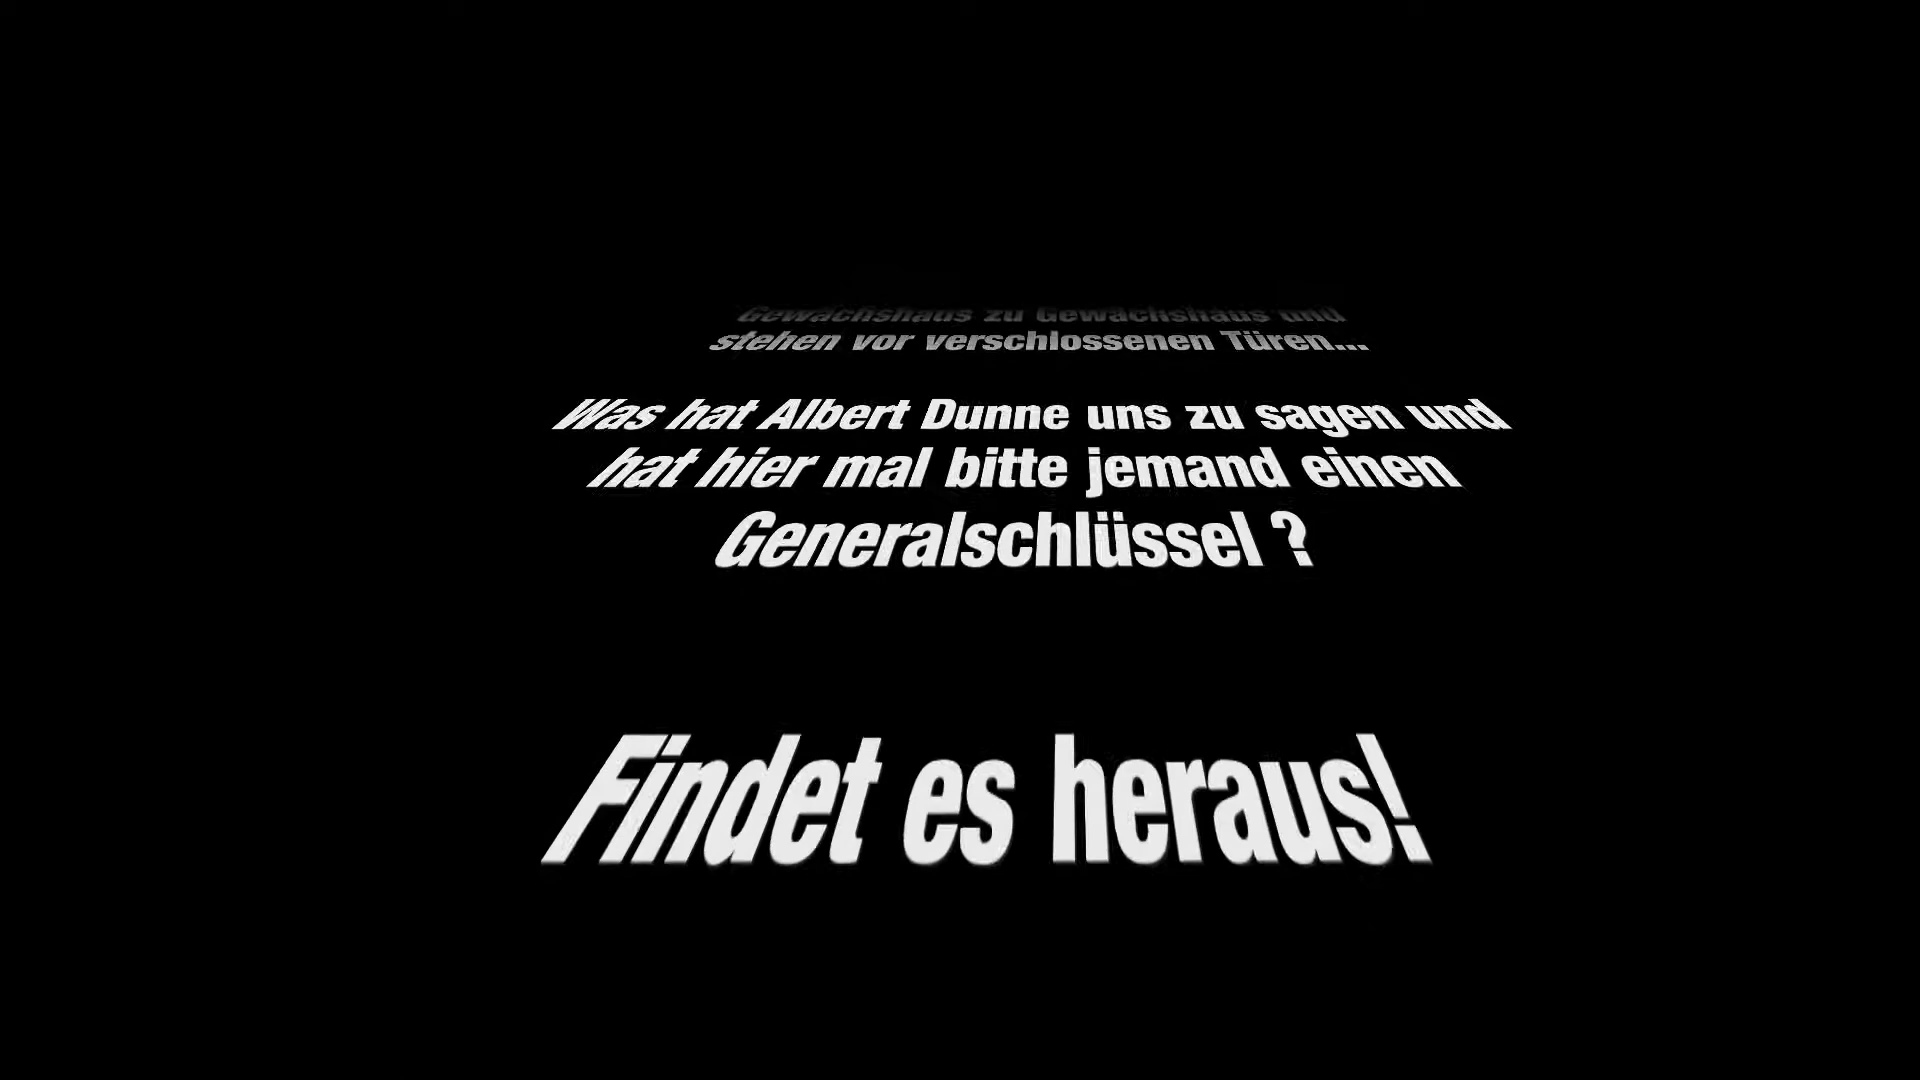 Gewächshaus zu Gewächshaus und
stehen vor verschlossenen Türen...
Was hat Albert Dunne uns zu sagen und
hat hier mal bitte jemand einen
Generalschlüssel ?
Findet es heraus!